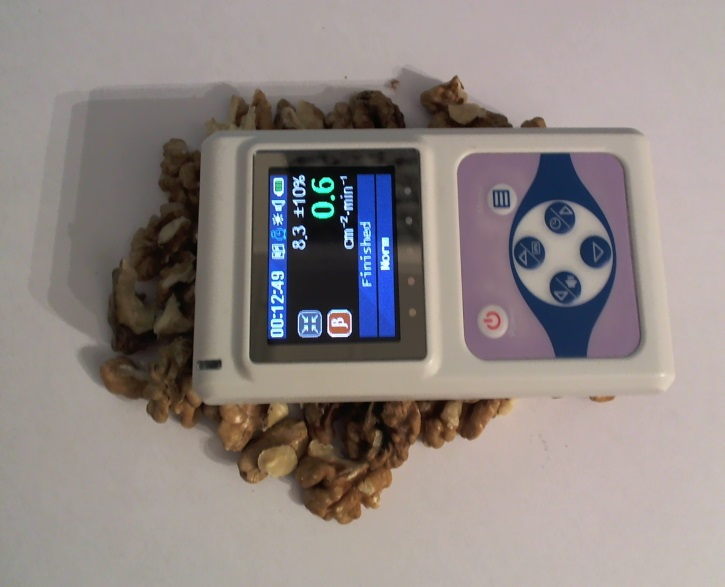 00:12:49
8.3 ±10%
0.6
β
cm⁻²·min⁻¹
Finished
Norm